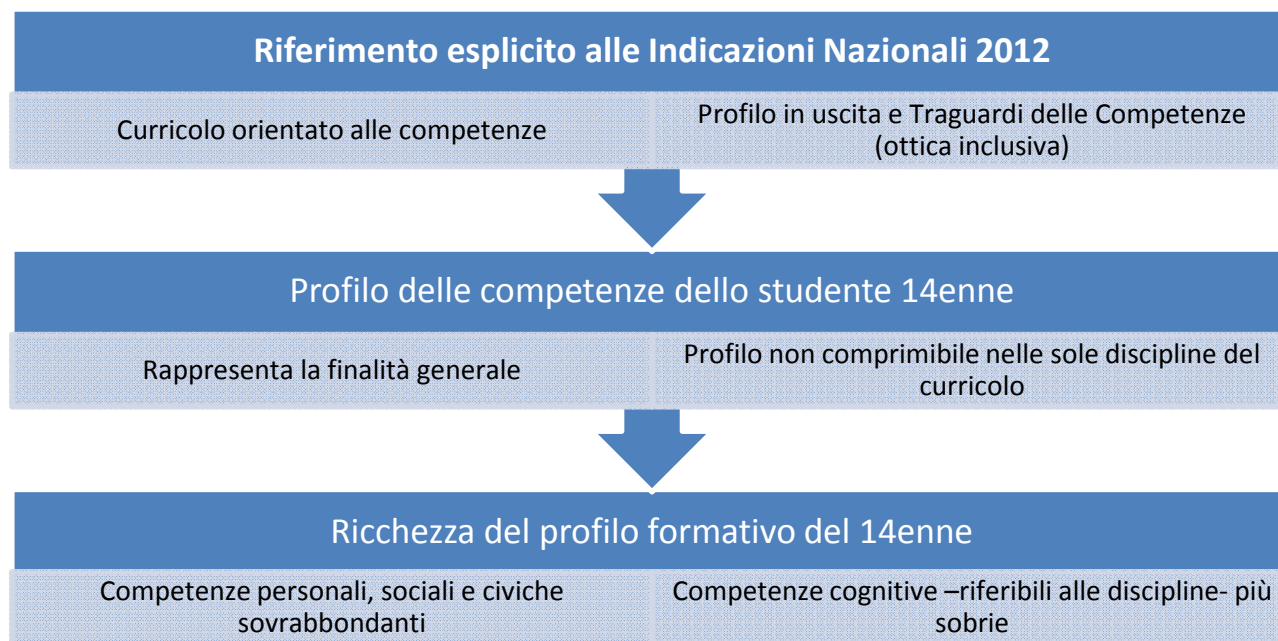 Riferimento esplicito alle Indicazioni Nazionali 2012
Curricolo orientato alle competenze
Profilo in uscita e Traguardi delle Competenze
(ottica inclusiva)
Profilo delle competenze dello studente 14enne
Rappresenta la finalità generale
Profilo non comprimibile nelle sole discipline del
curricolo
Ricchezza del profilo formativo del 14enne
Competenze personali, sociali e civiche
sovrabbondanti
Competenze cognitive –riferibili alle discipline- più
sobrie